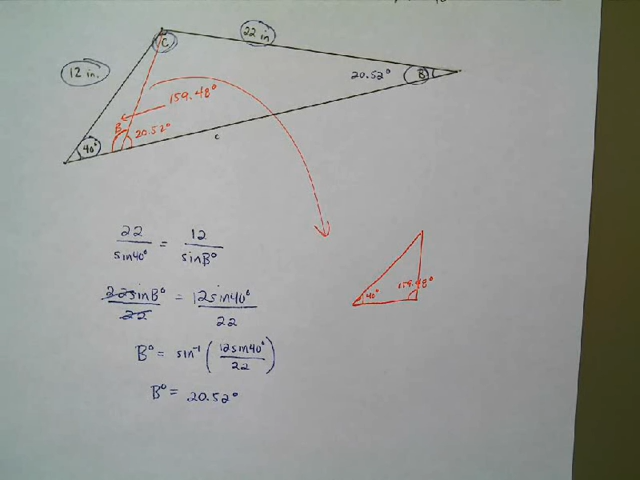 C
22 in
12 in.
20.52°
B
159.48°
B
20.52°
40°
c
22/sin40° = 12/sinB°
22sinB°/22 = 12sin40°/22
159.48°
40°
B° = sin⁻¹(12sin40°/22)
B° = 20.52°